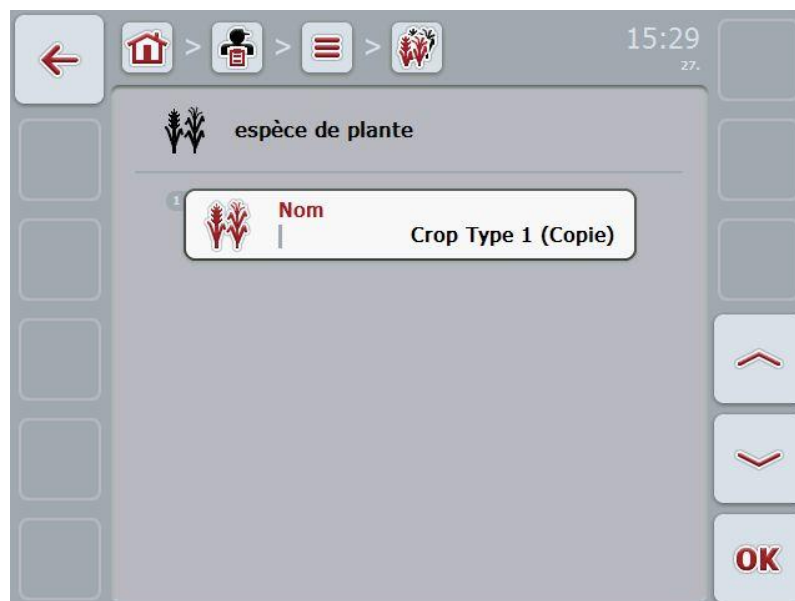 15:29
27.
espèce de plante
1
Nom
Crop Type 1 (Copie)
OK